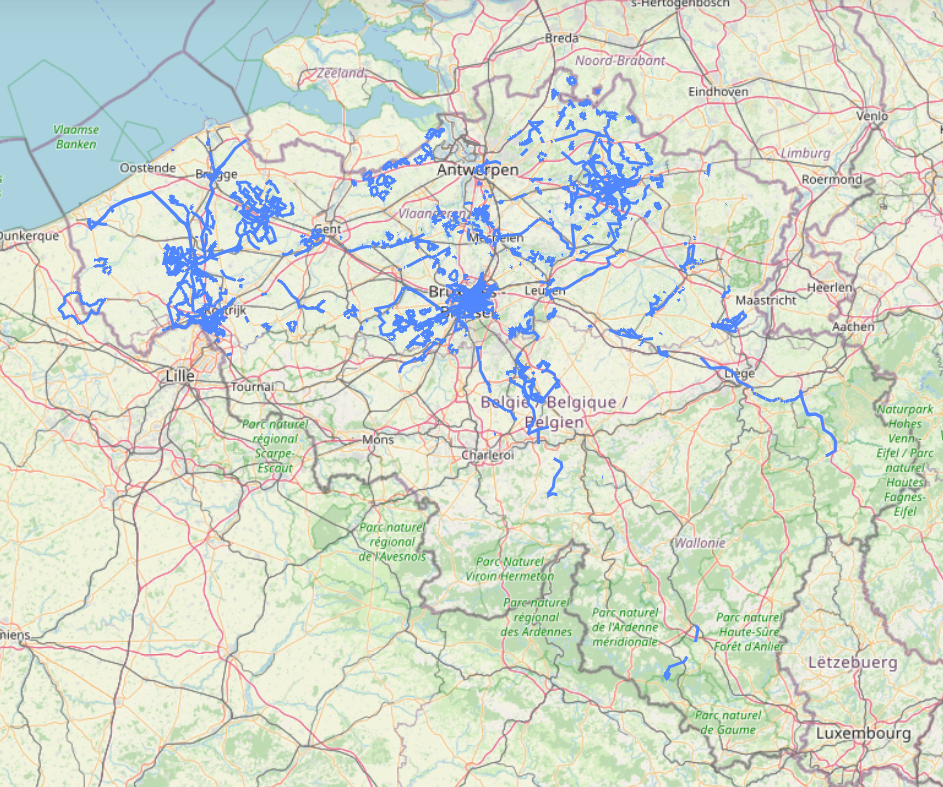 's-Hertogenbosch
Breda
Noord-Brabant
Zeeland
Eindhoven
Venlo
Vlaamse
Banken
Oostende
Brugge
Antwerpen
Limburg
Roermond
Vlaanderen
Gent
Dunkerque
Mechelen
Leuven
Heerlen
Maastricht
Kortrijk
Aachen
Lille
Tournai
Liège
België / Belgique /
Belgien
Naturpark
Hohes
Venn -
Eifel / Parc
naturel
Hautes
Fagnes-
Eifel
Parc naturel
régional
Scarpe-
Escaut
Mons
Charleroi
Parc naturel
régional
de l'Avesnois
Wallonie
Parc Naturel
Viroin Hermeton
Parc naturel
régional
des Ardennes
Parc naturel
de l'Ardenne
méridionale
Parc naturel
Haute-Sûre
Forêt d'Anlier
miens
Lëtzebuerg
Parc naturel
de Gaume
Luxembourg